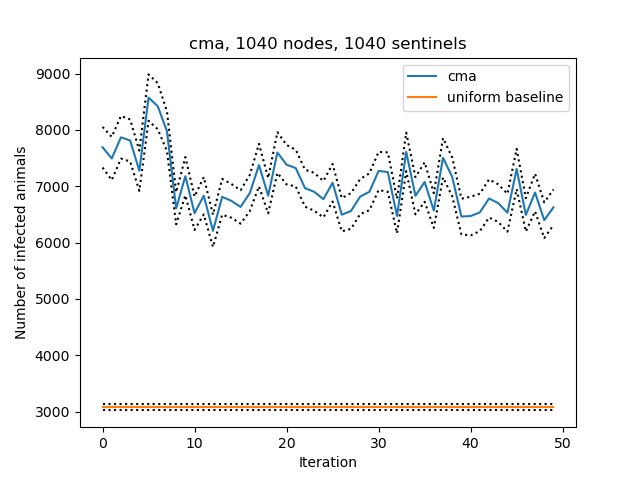 cma, 1040 nodes, 1040 sentinels
9000
8000
7000
6000
5000
4000
3000
Number of infected animals
cma
uniform baseline
0
10
20
30
40
50
Iteration